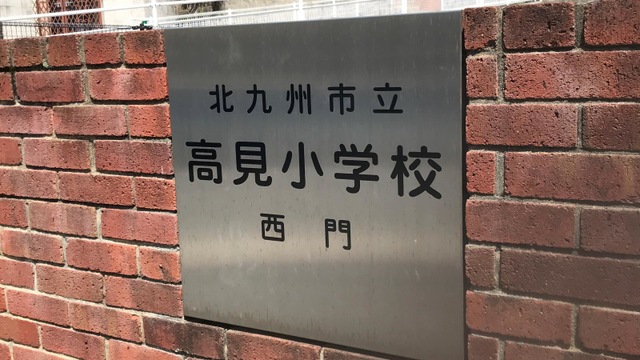 北九州市立
高見小学校
西門